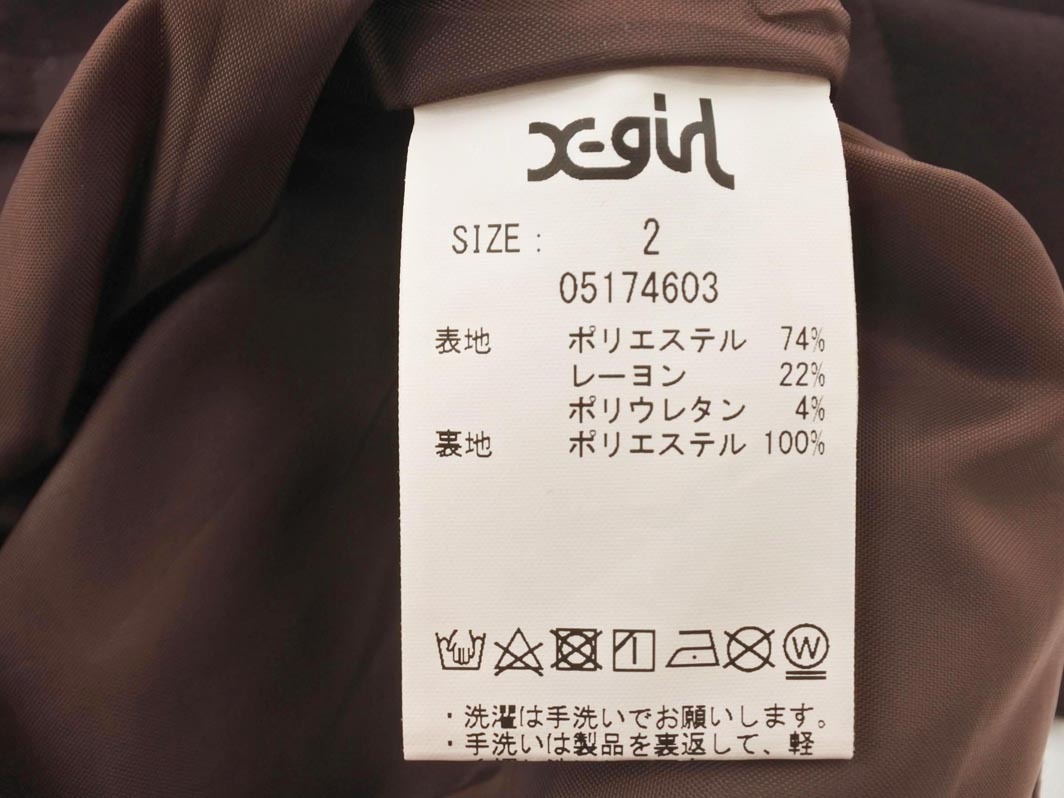 x-girl
SIZE : 2
05174603
表地 ポリエステル 74%
レーヨン 22%
ポリウレタン 4%
裏地 ポリエステル 100%
W
・洗濯は手洗いでお願いします。
・手洗いは製品を裏返して、軽